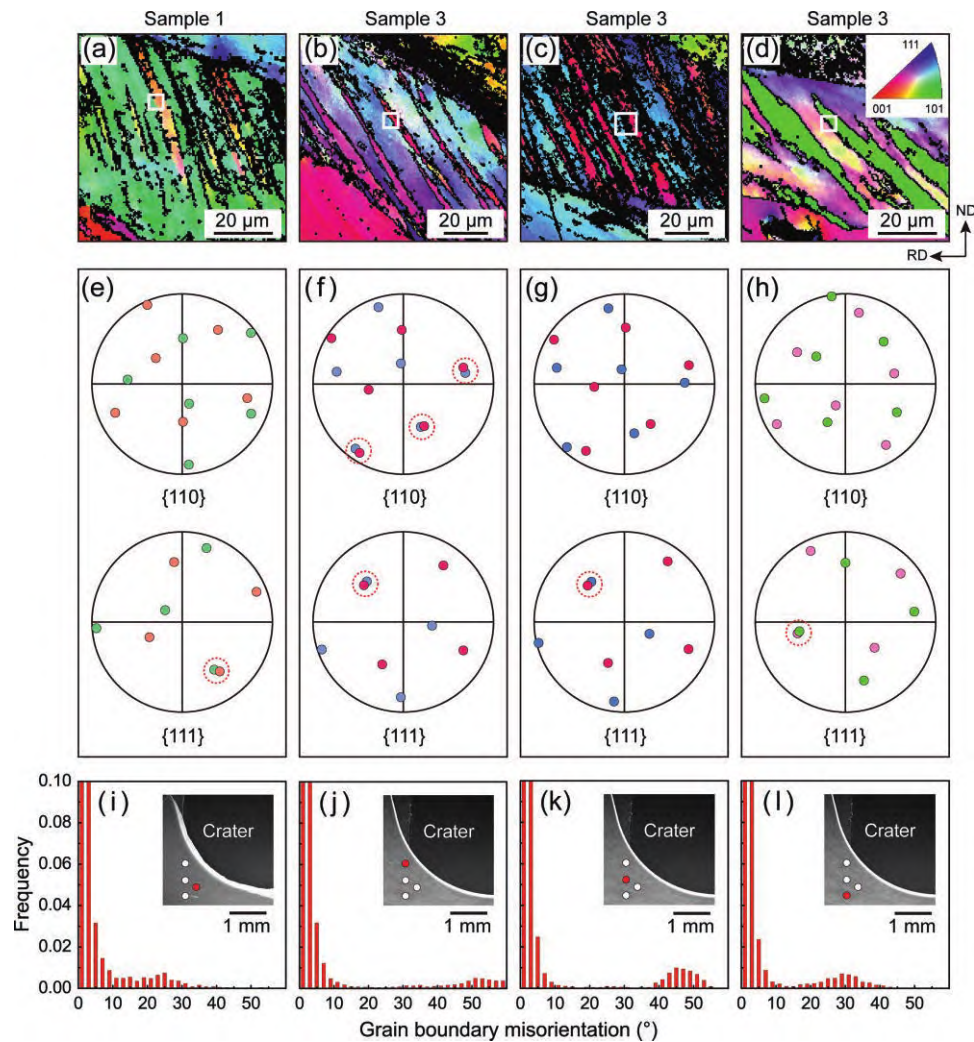 Sample 1 Sample 3 Sample 3 Sample 3
(a) (b) (c) (d)
111
001 101
20 μm 20 μm 20 μm 20 μm
ND
RD
(e) (f) (g) (h)
{110} {110} {110} {110}
{111} {111} {111} {111}
(i) (j) (k) (l)
Crater Crater Crater Crater
1 mm 1 mm 1 mm 1 mm
0.10
0.08
0.06
0.04
0.02
0.00
Frequency
0 10 20 30 40 50 0 10 20 30 40 50 0 10 20 30 40 50 0 10 20 30 40 50
Grain boundary misorientation (°)